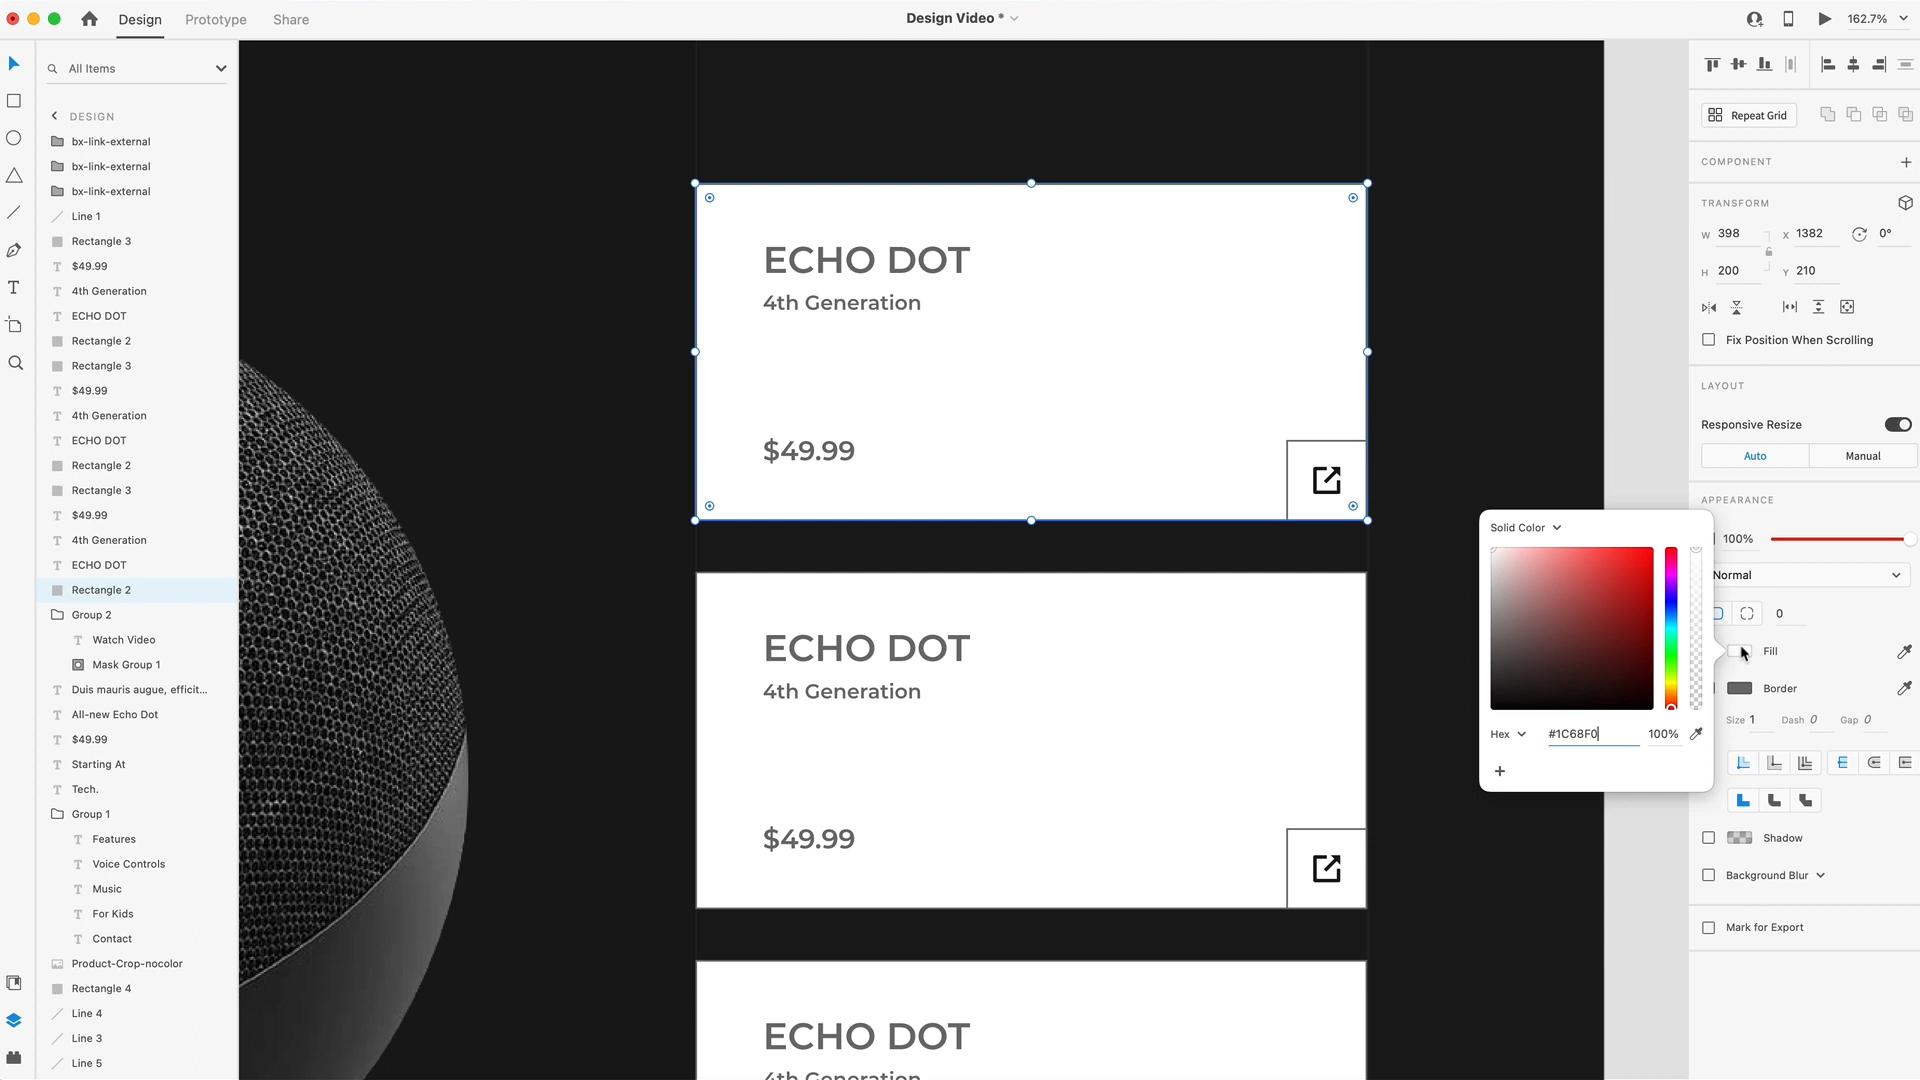 Design
Prototype
Share
Design Video *
162.7%
All Items
DESIGN
bx-link-external
bx-link-external
bx-link-external
Line 1
Rectangle 3
$49.99
4th Generation
ECHO DOT
Rectangle 2
Rectangle 3
$49.99
4th Generation
ECHO DOT
Rectangle 2
Rectangle 3
$49.99
4th Generation
ECHO DOT
Rectangle 2
Group 2
Watch Video
Mask Group 1
Duis mauris augue, efficit...
All-new Echo Dot
$49.99
Starting At
Tech.
Group 1
Features
Voice Controls
Music
For Kids
Contact
Product-Crop-nocolor
Rectangle 4
Line 4
Line 3
Line 5
ECHO DOT
4th Generation
$49.99
ECHO DOT
4th Generation
$49.99
ECHO DOT
4th Generation
Solid Color
Hex #1C68F0 100%
+
Repeat Grid
COMPONENT
TRANSFORM
W 398 X 1382 0°
H 200 Y 210
Fix Position When Scrolling
LAYOUT
Responsive Resize
Auto Manual
APPEARANCE
100%
Normal
0
Fill
Border
Size 1 Dash 0 Gap 0
Shadow
Background Blur
Mark for Export